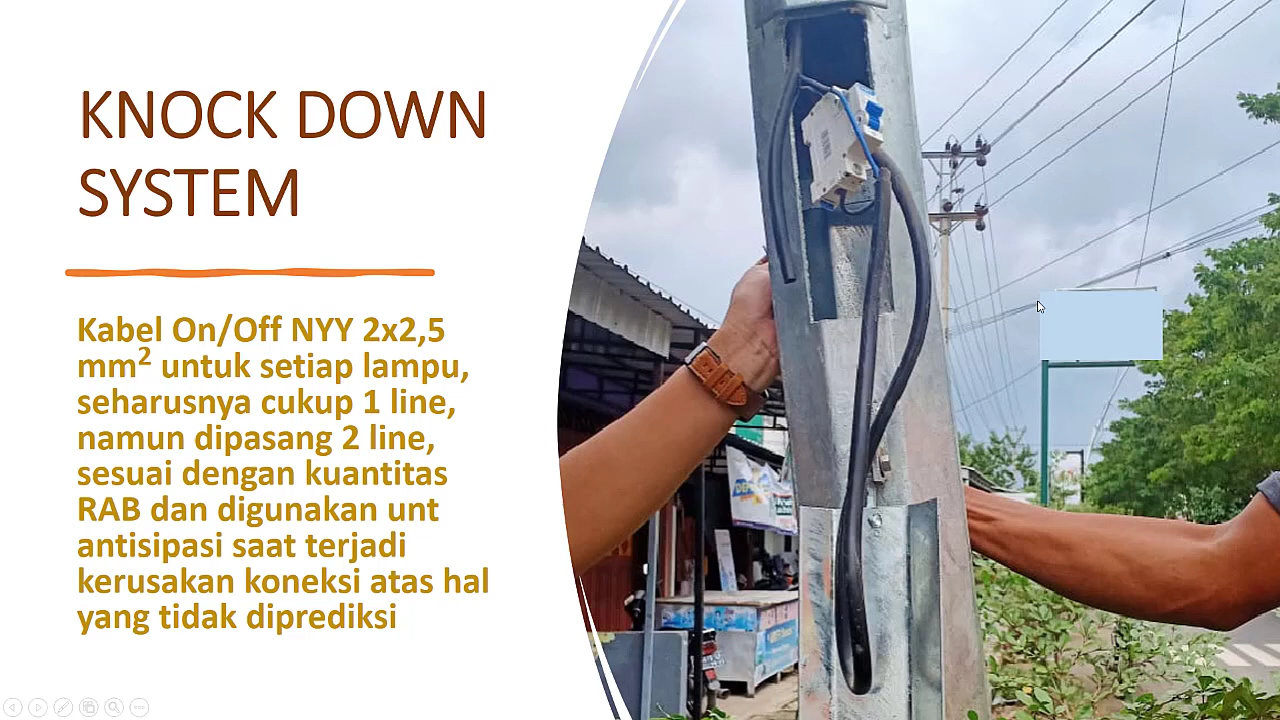 KNOCK DOWN
SYSTEM
Kabel On/Off NYY 2x2,5
mm² untuk setiap lampu,
seharusnya cukup 1 line,
namun dipasang 2 line,
sesuai dengan kuantitas
RAB dan digunakan unt
antisipasi saat terjadi
kerusakan koneksi atas hal
yang tidak diprediksi